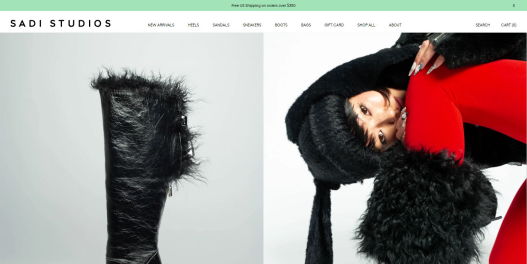 Free US Shipping on orders over $350
X
SADI STUDIOS
NEW ARRIVALS HEELS SANDALS SNEAKERS BOOTS BAGS GIFT CARD SHOP ALL ABOUT
SEARCH CART (0)